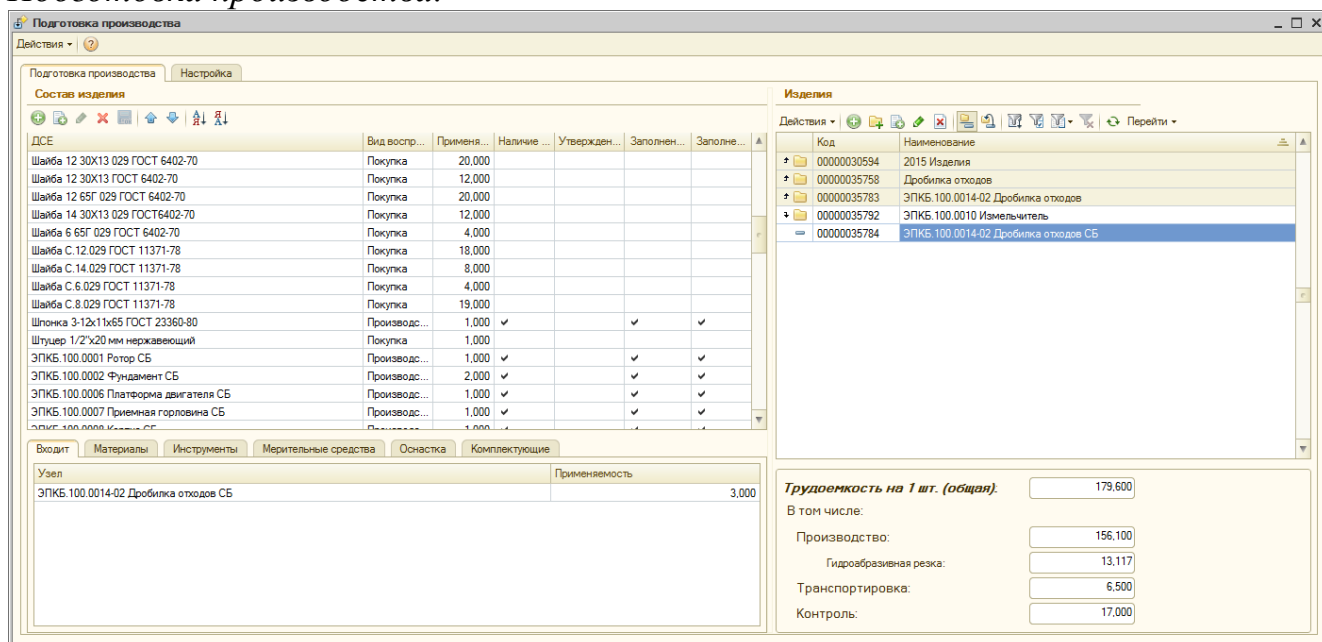 Подготовка производства.
Подготовка производства
Действия
Подготовка производства Настройка
Состав изделия
ДСЕ Вид воспр... Применя... Наличие ... Утвержден... Заполнен... Заполне...
Шайба 12 30Х13 029 ГОСТ 6402-70 Покупка 20,000
Шайба 12 30Х13 ГОСТ 6402-70 Покупка 12,000
Шайба 12 65Г 029 ГОСТ 6402-70 Покупка 20,000
Шайба 14 30Х13 029 ГОСТ6402-70 Покупка 12,000
Шайба 6 65Г 029 ГОСТ 6402-70 Покупка 4,000
Шайба С.12.029 ГОСТ 11371-78 Покупка 18,000
Шайба С.14.029 ГОСТ 11371-78 Покупка 8,000
Шайба С.6.029 ГОСТ 11371-78 Покупка 4,000
Шайба С.8.029 ГОСТ 11371-78 Покупка 19,000
Шпонка 3-12х11х65 ГОСТ 23360-80 Производс... 1,000
Штуцер 1/2"х20 мм нержавеющий Покупка 1,000
ЭПКБ.100.0001 Ротор СБ Производс... 1,000
ЭПКБ.100.0002 Фундамент СБ Производс... 2,000
ЭПКБ.100.0006 Платформа двигателя СБ Производс... 1,000
ЭПКБ.100.0007 Приемная горловина СБ Производс... 1,000
ЭПКБ.100.0008 Корпус СБ Производс... 1,000
Входит Материалы Инструменты Мерительные средства Оснастка Комплектующие
Узел Применяемость
ЭПКБ.100.0014-02 Дробилка отходов СБ 3,000
Изделия
Действия Перейти
Код Наименование
00000030594 2015 Изделия
00000035758 Дробилка отходов
00000035783 ЭПКБ.100.0014-02 Дробилка отходов
00000035792 ЭПКБ.100.0010 Измельчитель
00000035784 ЭПКБ.100.0014-02 Дробилка отходов СБ
Трудоемкость на 1 шт. (общая): 179,600
В том числе:
Производство: 156,100
Гидроабразивная резка: 13,117
Транспортировка: 6,500
Контроль: 17,000